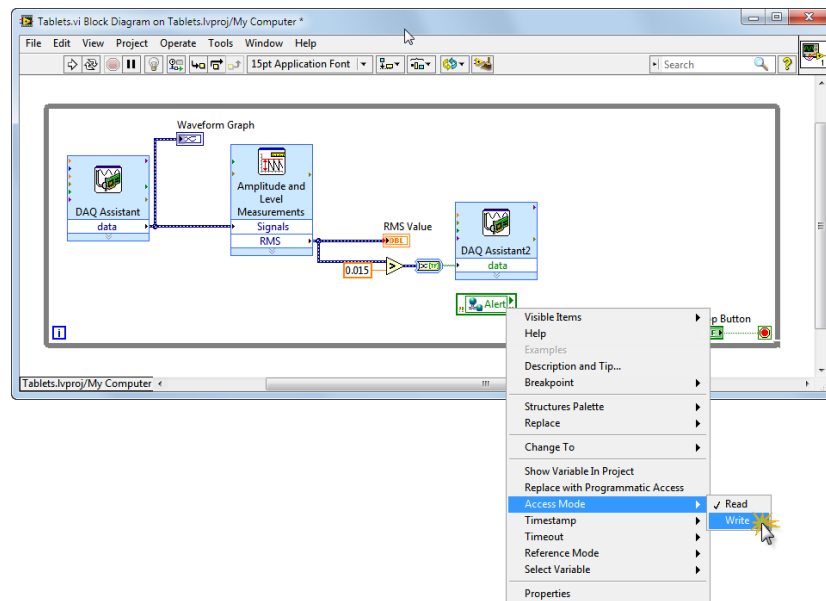 Tablets.vi Block Diagram on Tablets.lvproj/My Computer *
File Edit View Project Operate Tools Window Help
15pt Application Font
Search
1
Waveform Graph
DAQ Assistant
data
Amplitude and
Level
Measurements
Signals
RMS
RMS Value
DBL
0.015
>
TF
DAQ Assistant2
data
Alert
i
p Button
F
Tablets.lvproj/My Computer
Visible Items
Help
Examples
Description and Tip...
Breakpoint
Structures Palette
Replace
Change To
Show Variable In Project
Replace with Programmatic Access
Access Mode
✓ Read
Timestamp
Write
Timeout
Reference Mode
Select Variable
Properties